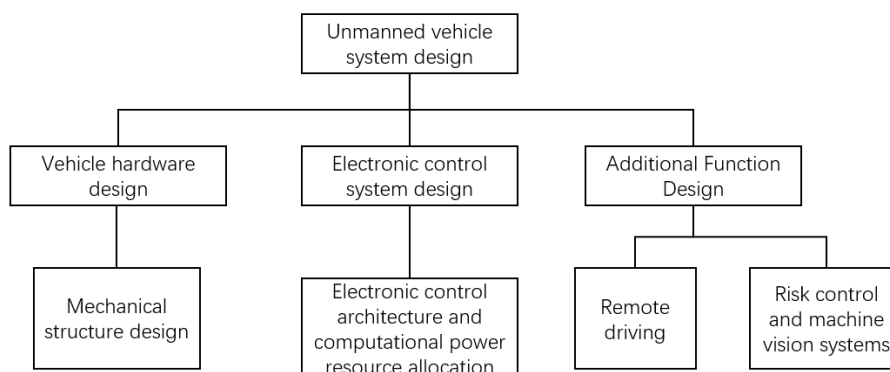 Unmanned vehicle
system design
Vehicle hardware
design
Electronic control
system design
Additional Function
Design
Mechanical
structure design
Electronic control
architecture and
computational power
resource allocation
Remote
driving
Risk control
and machine
vision systems